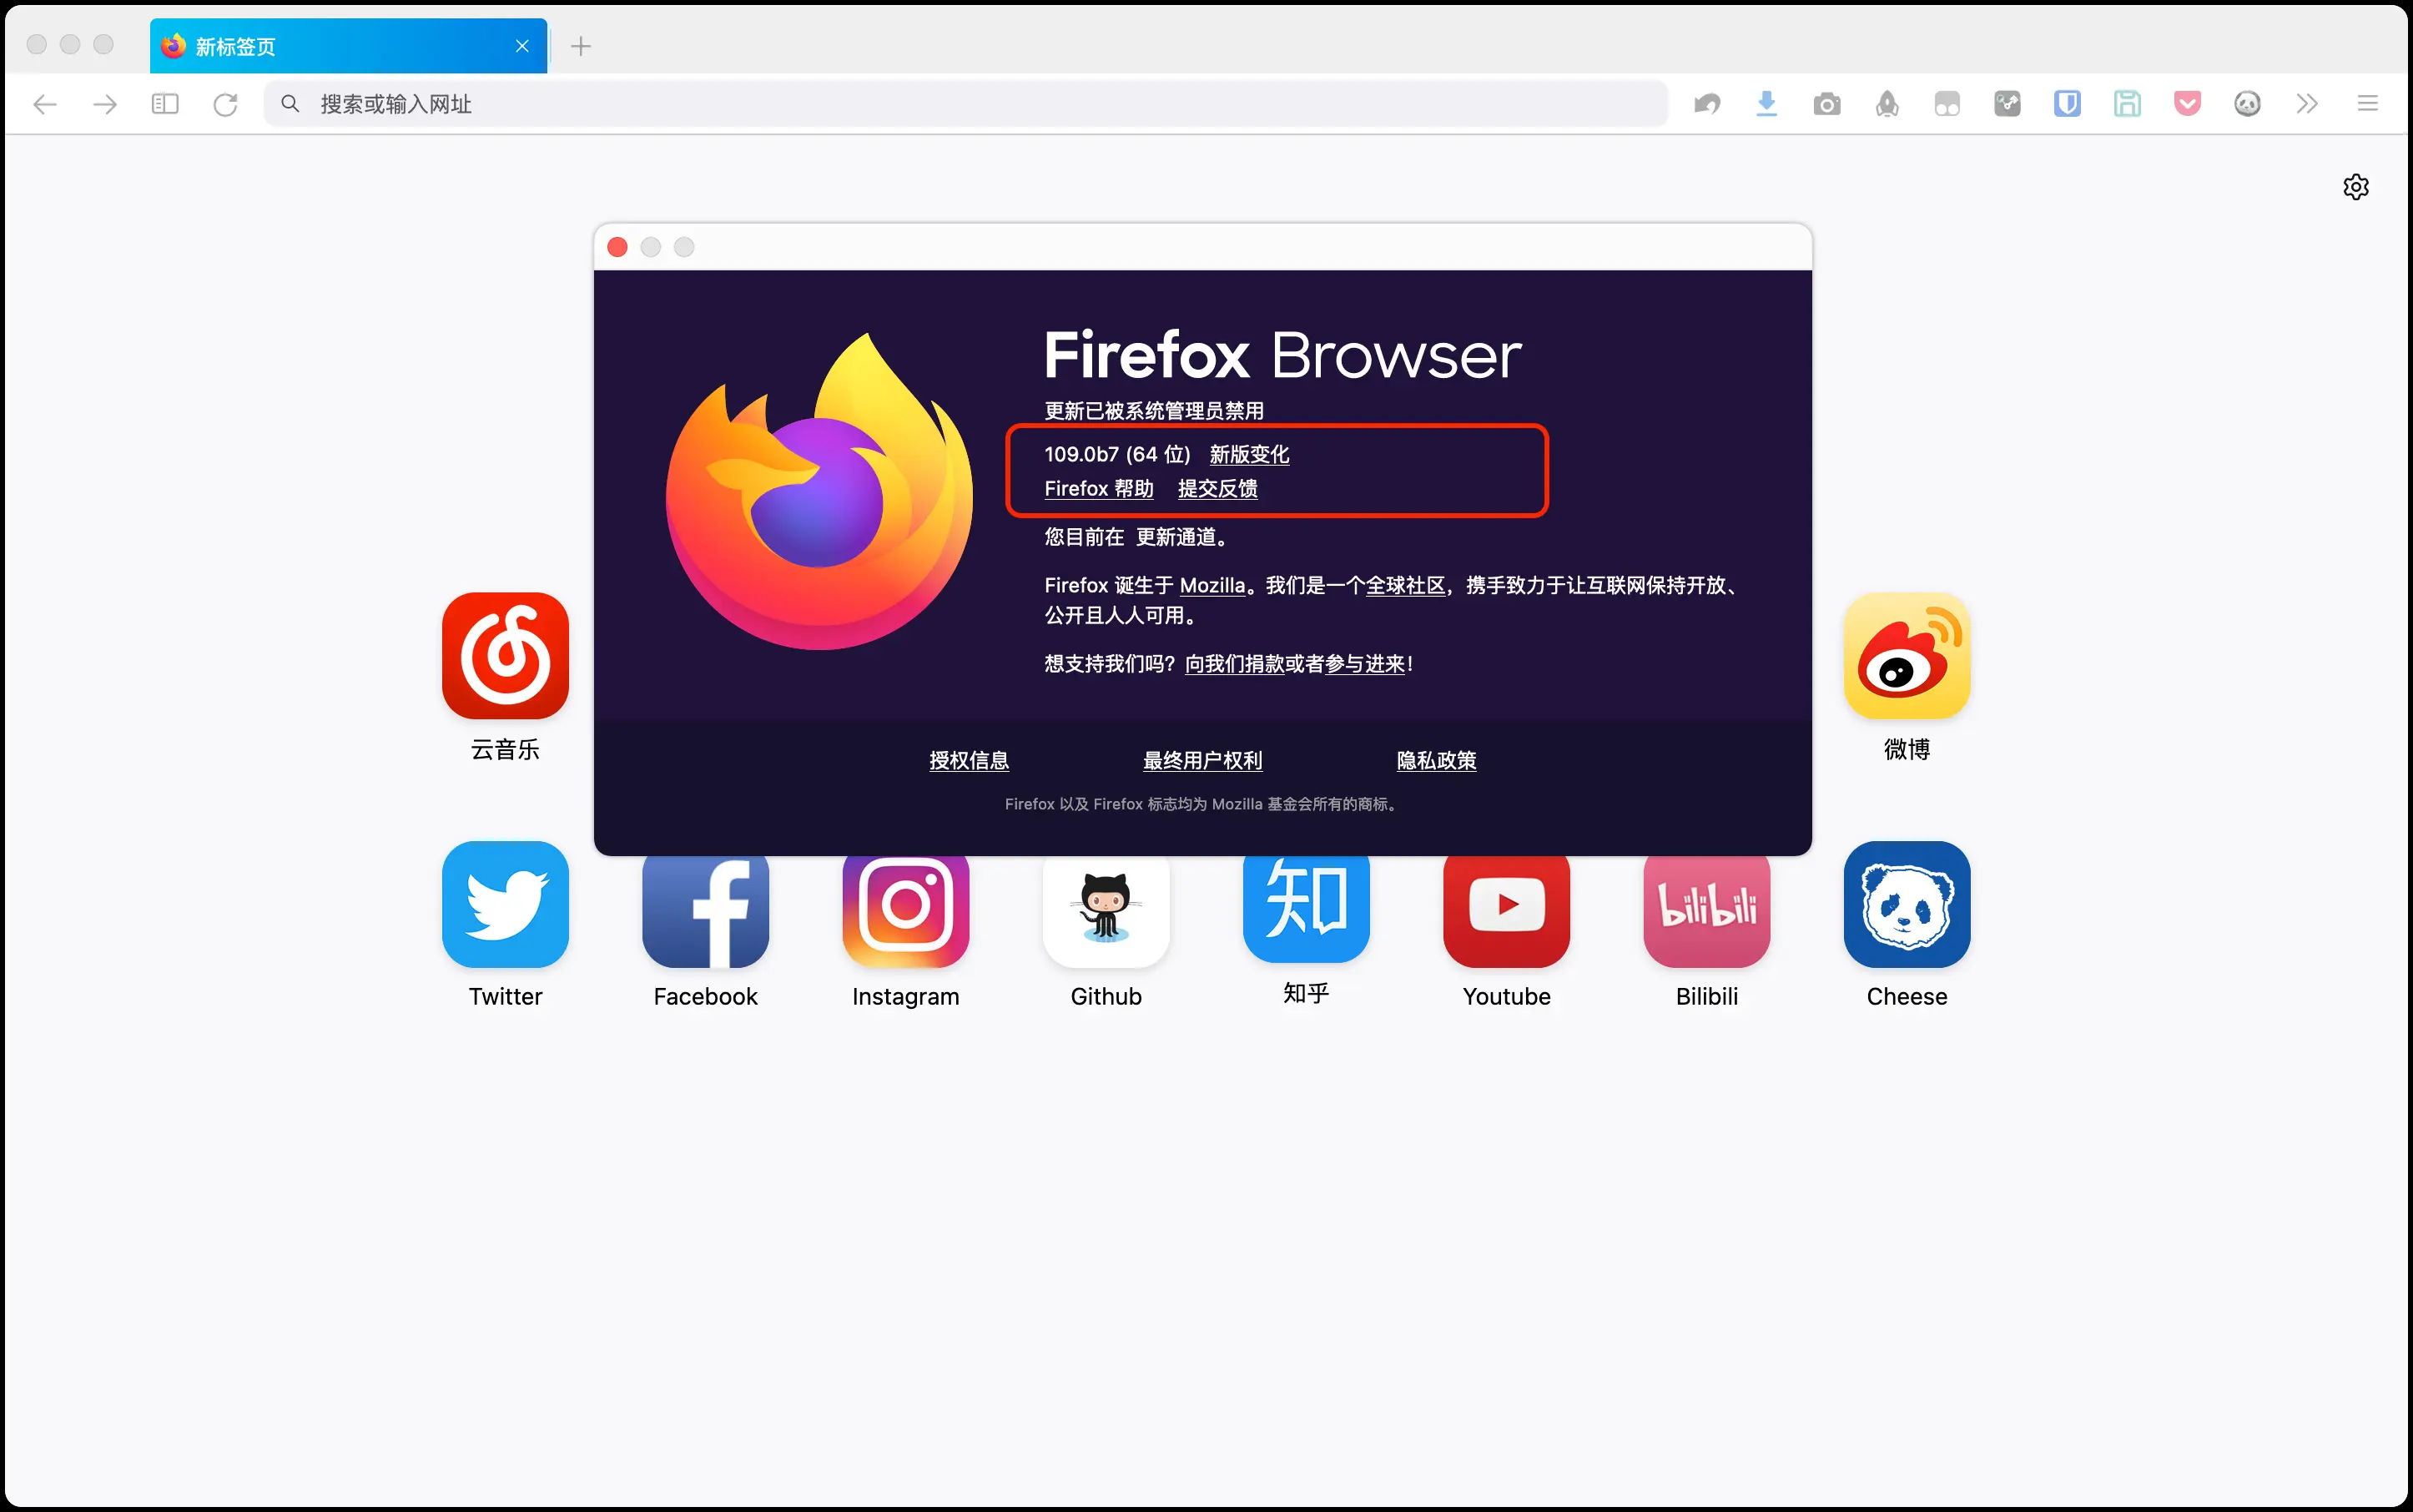 新标签页
搜索或输入网址
Firefox Browser
更新已被系统管理员禁用
109.0b7 (64 位) 新版变化
Firefox 帮助 提交反馈
您目前在 更新通道。
Firefox 诞生于 Mozilla。我们是一个全球社区，携手致力于让互联网保持开放、
公开且人人可用。
想支持我们吗？向我们捐款或者参与进来！
授权信息 最终用户权利 隐私政策
Firefox 以及 Firefox 标志均为 Mozilla 基金会所有的商标。
云音乐 微博
知 bilibili
Twitter Facebook Instagram Github 知乎 Youtube Bilibili Cheese